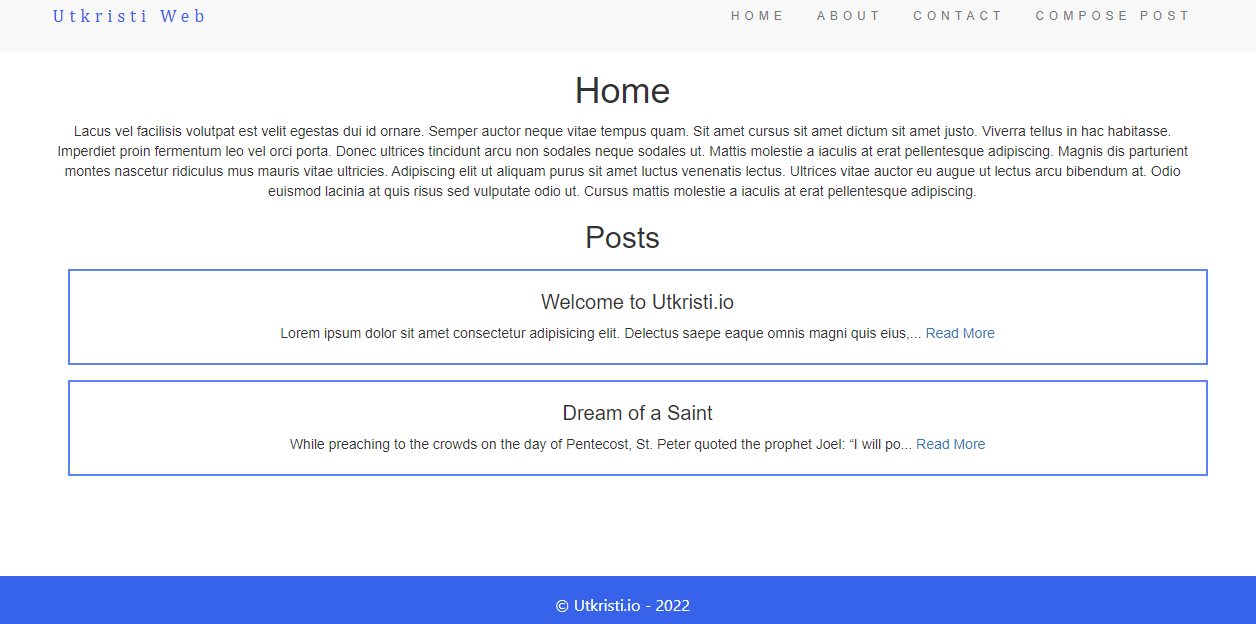 Utkristi Web
HOME ABOUT CONTACT COMPOSE POST
Home
Lacus vel facilisis volutpat est velit egestas dui id ornare. Semper auctor neque vitae tempus quam. Sit amet cursus sit amet dictum sit amet justo. Viverra tellus in hac habitasse.
Imperdiet proin fermentum leo vel orci porta. Donec ultrices tincidunt arcu non sodales neque sodales ut. Mattis molestie a iaculis at erat pellentesque adipiscing. Magnis dis parturient
montes nascetur ridiculus mus mauris vitae ultricies. Adipiscing elit ut aliquam purus sit amet luctus venenatis lectus. Ultrices vitae auctor eu augue ut lectus arcu bibendum at. Odio
euismod lacinia at quis risus sed vulputate odio ut. Cursus mattis molestie a iaculis at erat pellentesque adipiscing.
Posts
Welcome to Utkristi.io
Lorem ipsum dolor sit amet consectetur adipisicing elit. Delectus saepe eaque omnis magni quis eius,... Read More
Dream of a Saint
While preaching to the crowds on the day of Pentecost, St. Peter quoted the prophet Joel: “I will po... Read More
© Utkristi.io - 2022